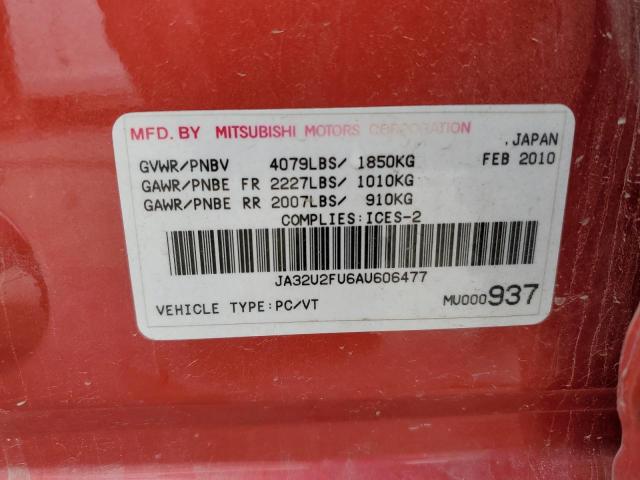 MFD. BY MITSUBISHI MOTORS CORPORATION
, JAPAN
GVWR/PNBV 4079LBS/ 1850KG FEB 2010
GAWR/PNBE FR 2227LBS/ 1010KG
GAWR/PNBE RR 2007LBS/ 910KG
COMPLIES:ICES-2
JA32U2FU6AU606477
VEHICLE TYPE:PC/VT MU000937